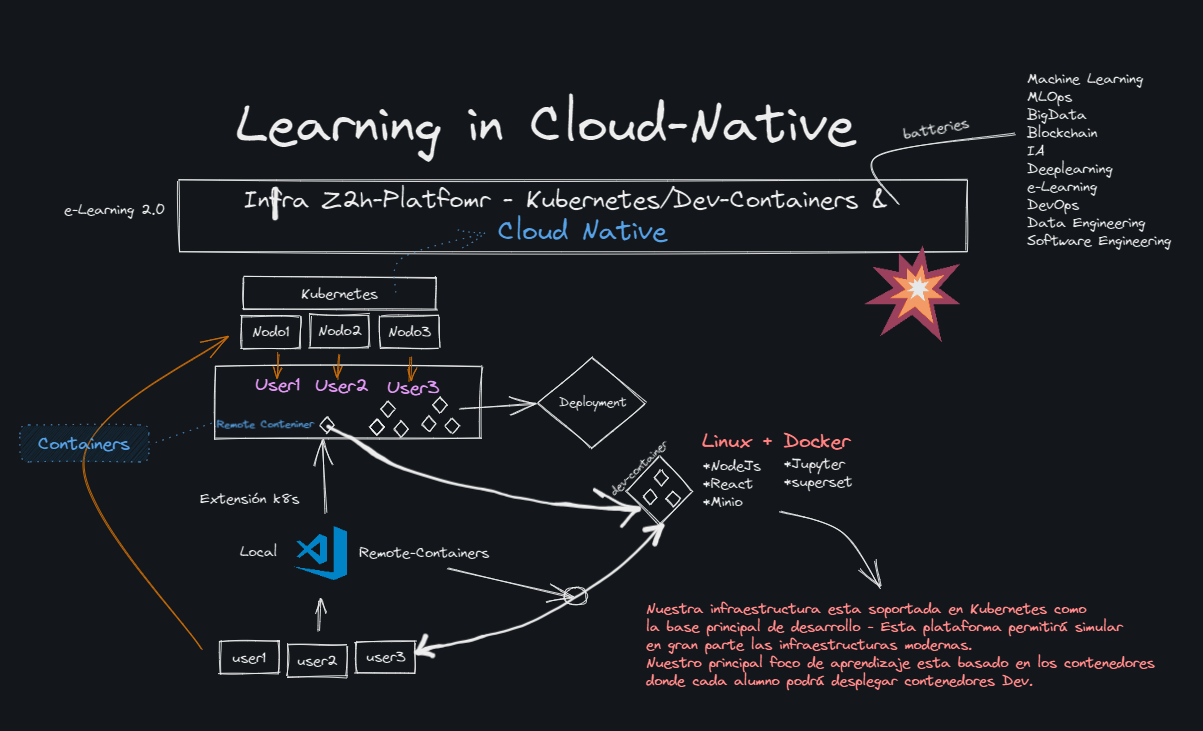 Learning in Cloud-Native
batteries
Machine Learning
MLOps
BigData
Blockchain
IA
Deeplearning
e-Learning
DevOps
Data Engineering
Software Engineering
e-Learning 2.0
Infra Z2h-Platfomr - Kubernetes/Dev-Containers &
Cloud Native
Kubernetes
Nodo1 Nodo2 Nodo3
User1 User2 User3
Remote Conteniner
Deployment
Containers
dev-container
Linux + Docker
*NodeJs *Jupyter
*React *superset
*Minio
Extensión k8s
Local
Remote-Containers
user1 user2 user3
Nuestra infraestructura esta soportada en Kubernetes como
la base principal de desarrollo - Esta plataforma permitirá simular
en gran parte las infraestructuras modernas.
Nuestro principal foco de aprendizaje esta basado en los contenedores
donde cada alumno podrá desplegar contenedores Dev.